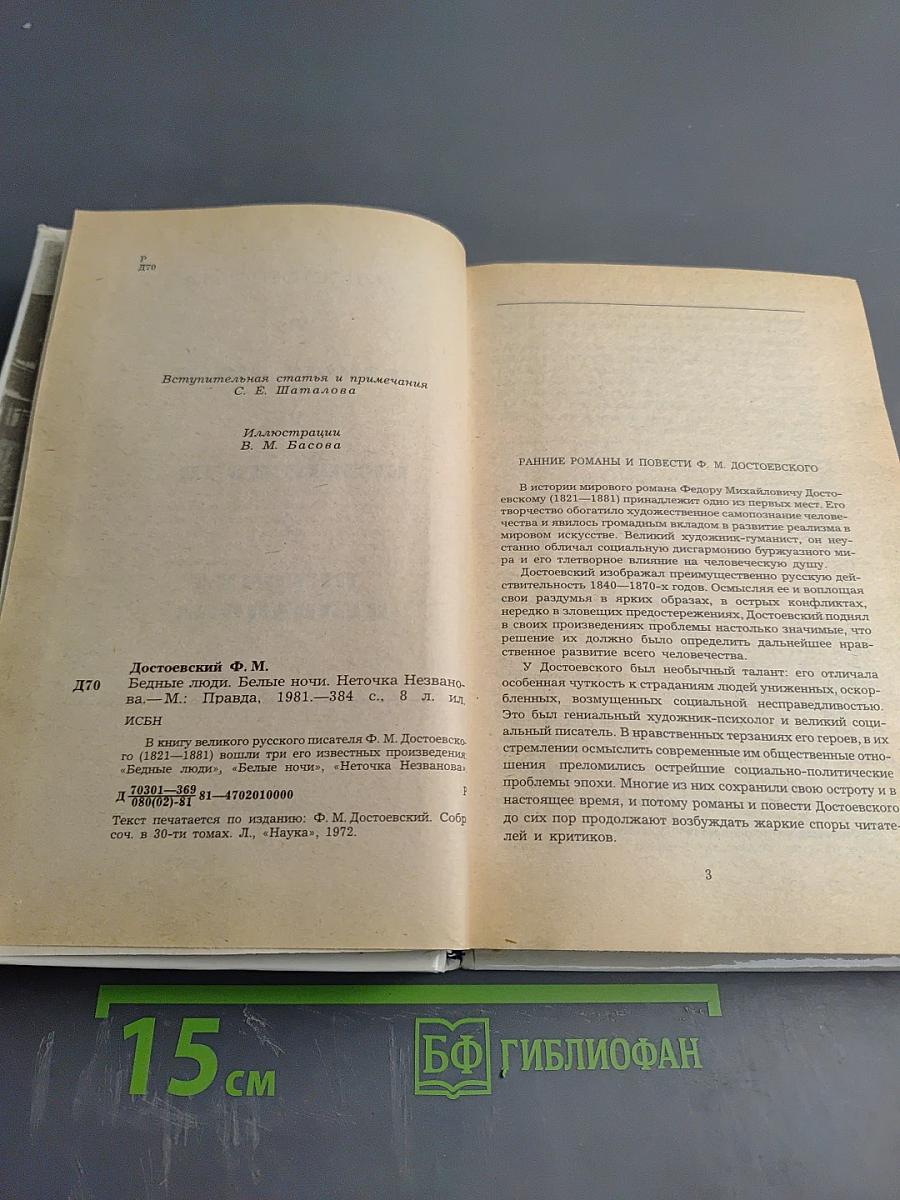 Р
Д70
Вступительная статья и примечания
С. Е. Шаталова
Иллюстрации
В. М. Басова
Достоевский Ф. М.
Д70
Бедные люди. Белые ночи. Неточка Незвано-
ва.—М.: Правда, 1981.—384 с., 8 л. ил.
ИСБН
В книгу великого русского писателя Ф. М. Достоевско-
го (1821—1881) вошли три его известных произведения
«Бедные люди», «Белые ночи», «Неточка Незванова»
Д 70301—369
080(02)-81 81—4702010000
Р
Текст печатается по изданию: Ф. М. Достоевский. Собр
соч. в 30-ти томах. Л., «Наука», 1972.
РАННИЕ РОМАНЫ И ПОВЕСТИ Ф. М. ДОСТОЕВСКОГО
В истории мирового романа Федору Михайловичу Досто-
евскому (1821—1881) принадлежит одно из первых мест. Его
творчество обогатило художественное самопознание челове-
чества и явилось громадным вкладом в развитие реализма в
мировом искусстве. Великий художник-гуманист, он неу-
станно обличал социальную дисгармонию буржуазного ми-
ра и его тлетворное влияние на человеческую душу.
Достоевский изображал преимущественно русскую дей-
ствительность 1840—1870-х годов. Осмысляя ее и воплощая
свои раздумья в ярких образах, в острых конфликтах,
нередко в зловещих предостережениях, Достоевский поднял
в своих произведениях проблемы настолько значимые, что
решение их должно было определить дальнейшее нрав-
ственное развитие всего человечества.
У Достоевского был необычный талант: его отличала
особенная чуткость к страданиям людей униженных, оскор-
бленных, возмущенных социальной несправедливостью.
Это был гениальный художник-психолог и великий соци-
альный писатель. В нравственных терзаниях его героев, в их
стремлении осмыслить современные им общественные отно-
шения преломились острейшие социально-политические
проблемы эпохи. Многие из них сохранили свою остроту и в
настоящее время, и потому романы и повести Достоевского
до сих пор продолжают возбуждать жаркие споры читате-
лей и критиков.
3
15 см
БФ ГИБЛИОФАН